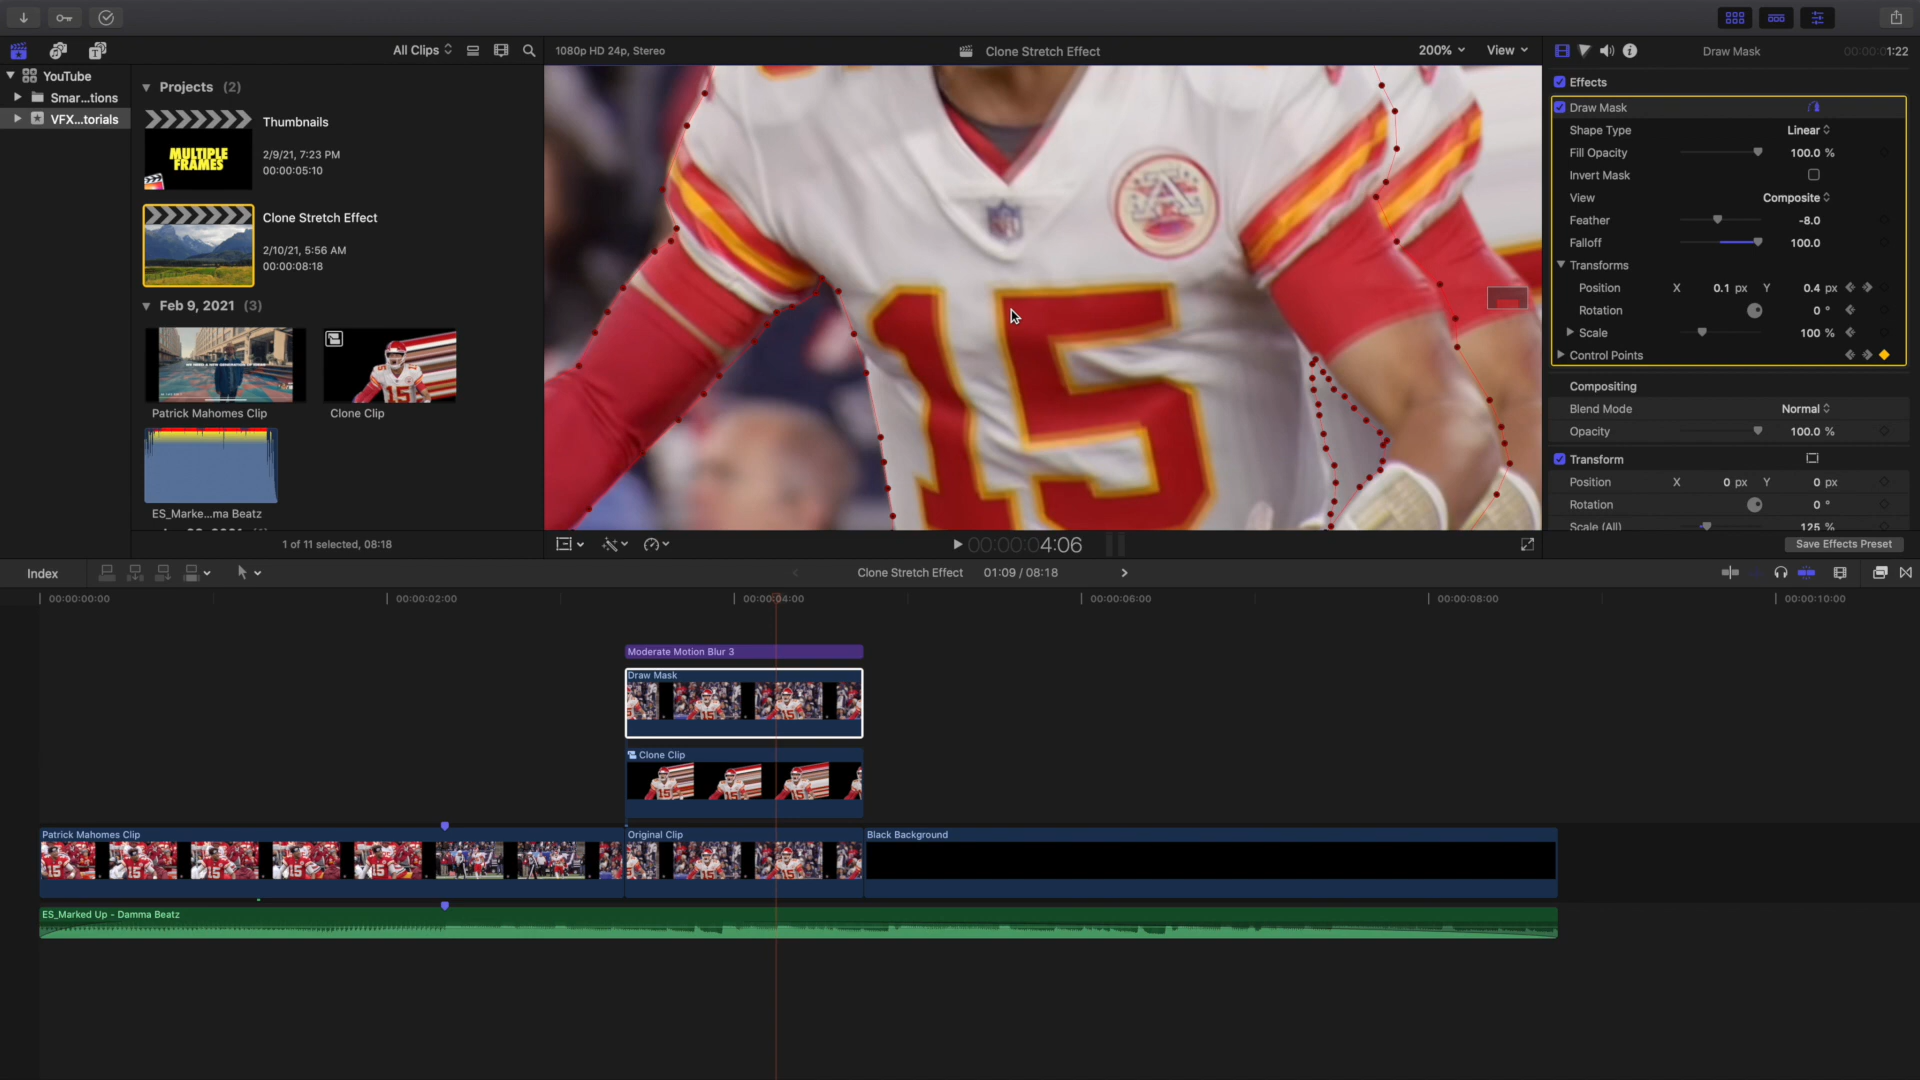 All Clips
1080p HD 24p, Stereo
Clone Stretch Effect
200%
View
Draw Mask
00:00:01:22
YouTube
Smar...tions
VFX...torials
Projects (2)
Thumbnails
2/9/21, 7:23 PM
00:00:05:10
MULTIPLE
FRAMES
Clone Stretch Effect
2/10/21, 5:56 AM
00:00:08:18
Feb 9, 2021 (3)
Patrick Mahomes Clip
Clone Clip
ES_Marke...ma Beatz
1 of 11 selected, 08:18
NFL
A
15
00:00:04:06
Effects
Draw Mask
Shape Type Linear
Fill Opacity 100.0 %
Invert Mask
View Composite
Feather -8.0
Falloff 100.0
Transforms
Position X 0.1 px Y 0.4 px
Rotation 0 °
Scale 100 %
Control Points
Compositing
Blend Mode Normal
Opacity 100.0 %
Transform
Position X 0 px Y 0 px
Rotation 0 °
Scale (All) 125 %
Save Effects Preset
Index
Clone Stretch Effect 01:09 / 08:18
00:00:00:00 00:00:02:00 00:00:04:00 00:00:06:00 00:00:08:00 00:00:10:00
Moderate Motion Blur 3
Draw Mask
Clone Clip
Patrick Mahomes Clip
Original Clip
Black Background
ES_Marked Up - Damma Beatz